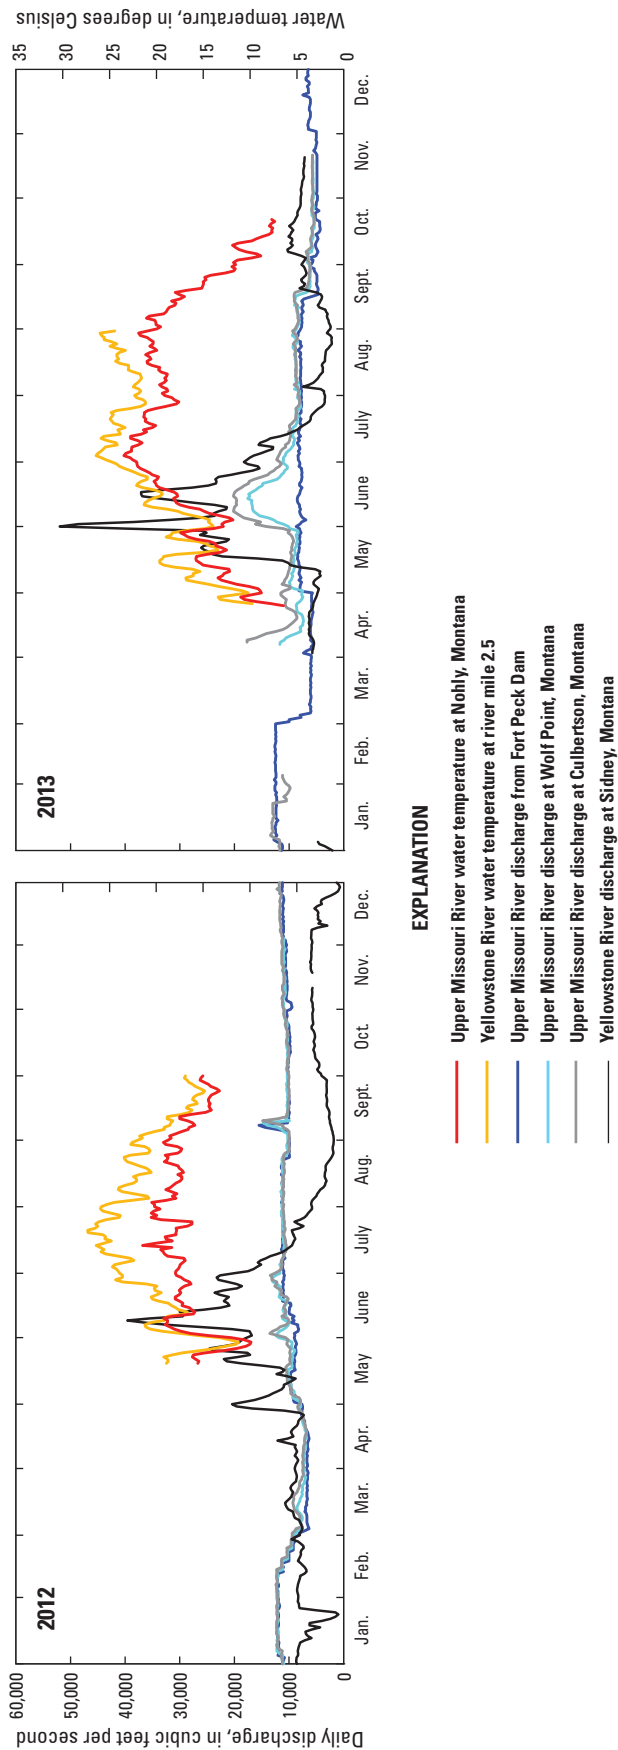 Daily discharge, in cubic feet per second
60,000
50,000
40,000
30,000
20,000
10,000
0
2012
Jan.
Feb.
Mar.
Apr.
May
June
July
Aug.
Sept.
Oct.
Nov.
Dec.
2013
Jan.
Feb.
Mar.
Apr.
May
June
July
Aug.
Sept.
Oct.
Nov.
Dec.
Water temperature, in degrees Celsius
35
30
25
20
15
10
5
0
EXPLANATION
Upper Missouri River water temperature at Nohly, Montana
Yellowstone River water temperature at river mile 2.5
Upper Missouri River discharge from Fort Peck Dam
Upper Missouri River discharge at Wolf Point, Montana
Upper Missouri River discharge at Culbertson, Montana
Yellowstone River discharge at Sidney, Montana